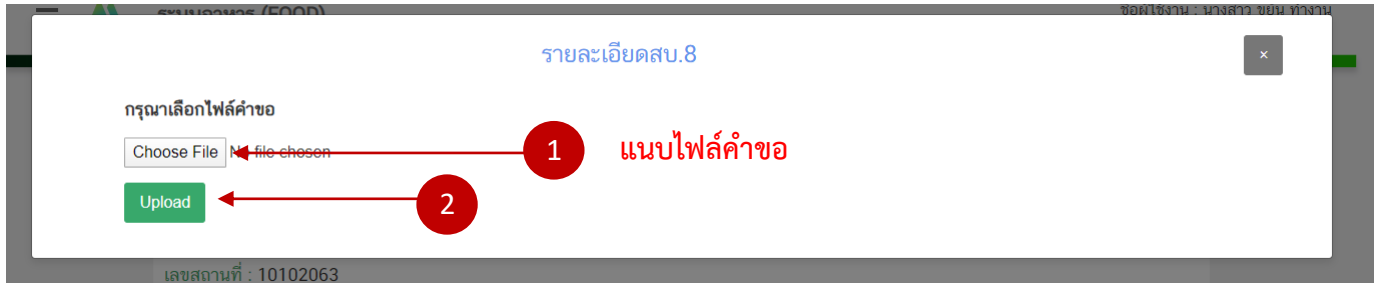 ระบบอาหาร (FOOD)
ชื่อผู้ใช้งาน : นางสาว ขยัน ทำงาน
รายละเอียดสบ.8
×
กรุณาเลือกไฟล์คำขอ
Choose File No file chosen
1 แนบไฟล์คำขอ
Upload
2
เลขสถานที่ : 10102063